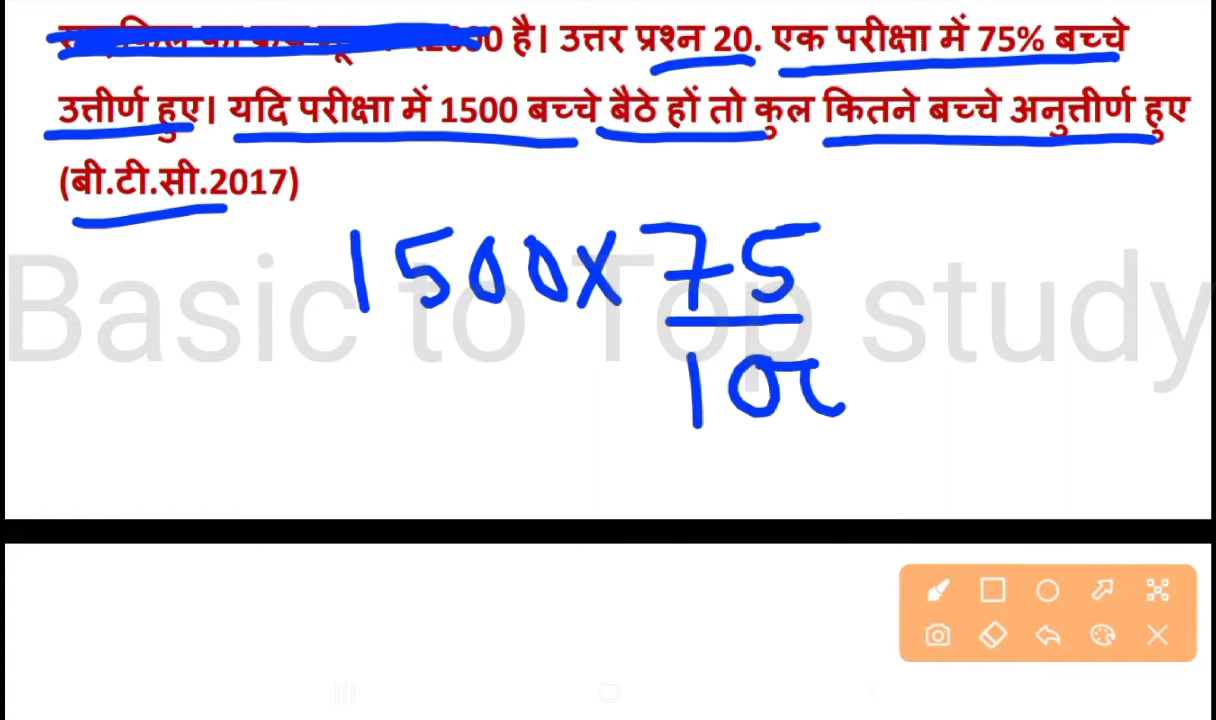 है। उत्तर प्रश्न 20. एक परीक्षा में 75% बच्चे
उत्तीर्ण हुए। यदि परीक्षा में 1500 बच्चे बैठे हों तो कुल कितने बच्चे अनुत्तीर्ण हुए
(बी.टी.सी.2017)
1500 x 75
100
Basic to Top study